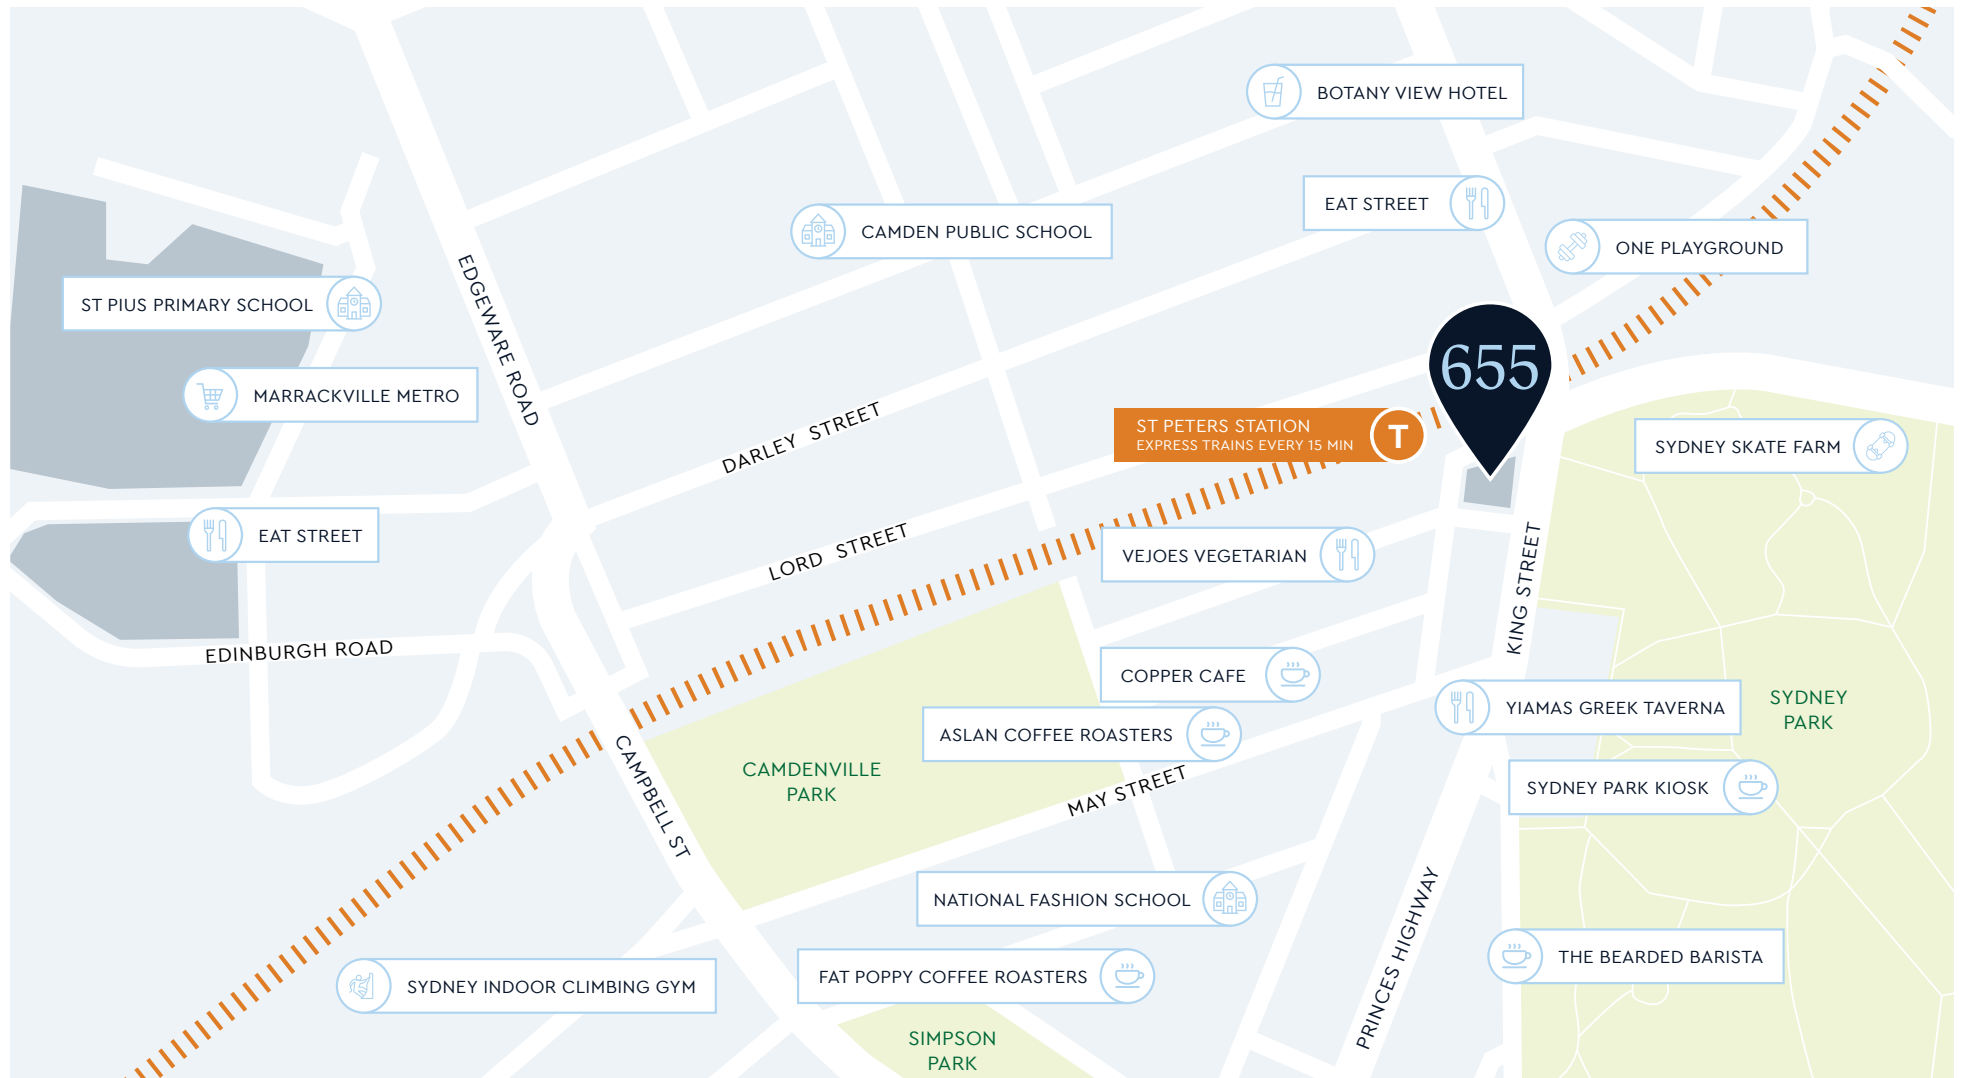 BOTANY VIEW HOTEL
EAT STREET
CAMDEN PUBLIC SCHOOL
ONE PLAYGROUND
ST PIUS PRIMARY SCHOOL
EDGEWARE ROAD
655
MARRACKVILLE METRO
DARLEY STREET
ST PETERS STATION
EXPRESS TRAINS EVERY 15 MIN
T
SYDNEY SKATE FARM
EAT STREET
LORD STREET
VEJOES VEGETARIAN
KING STREET
EDINBURGH ROAD
COPPER CAFE
YIAMAS GREEK TAVERNA
SYDNEY
PARK
ASLAN COFFEE ROASTERS
CAMDENVILLE
PARK
CAMPBELL ST
MAY STREET
SYDNEY PARK KIOSK
NATIONAL FASHION SCHOOL
PRINCES HIGHWAY
THE BEARDED BARISTA
SYDNEY INDOOR CLIMBING GYM
FAT POPPY COFFEE ROASTERS
SIMPSON
PARK